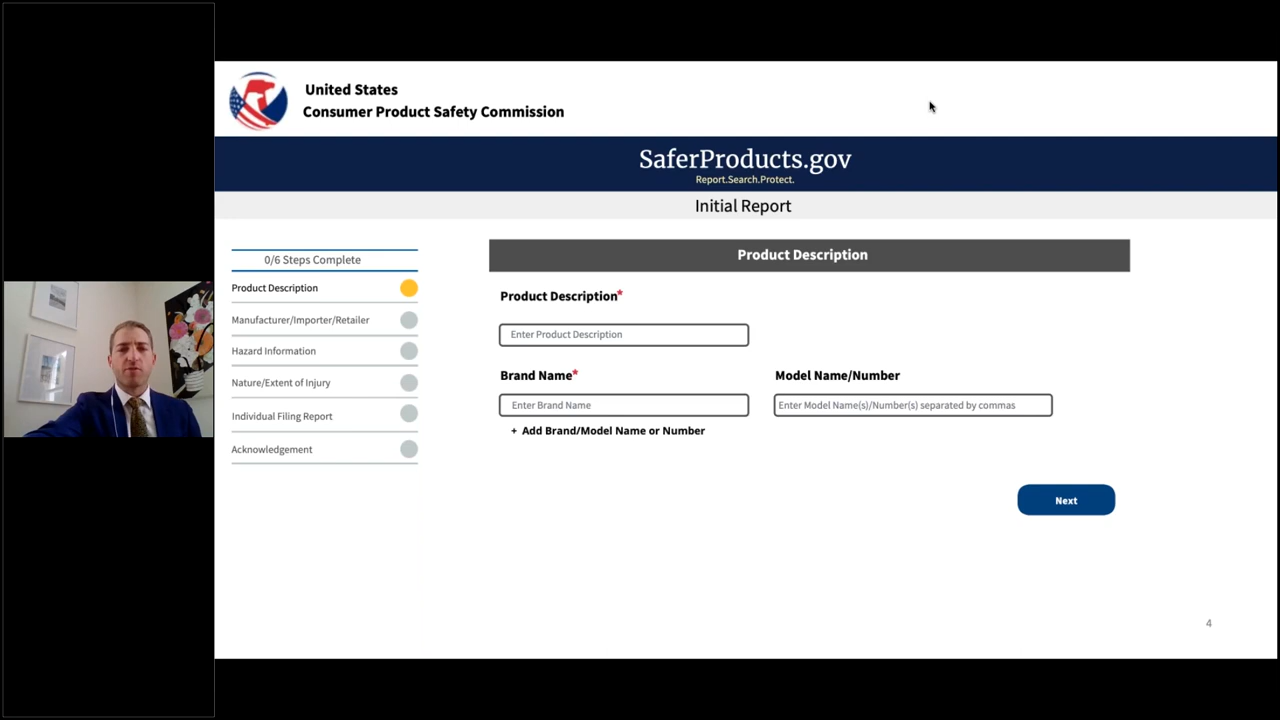 United States
Consumer Product Safety Commission
SaferProducts.gov
Report.Search.Protect.
Initial Report
0/6 Steps Complete
Product Description
Manufacturer/Importer/Retailer
Hazard Information
Nature/Extent of Injury
Individual Filing Report
Acknowledgement
Product Description
Product Description*
Enter Product Description
Brand Name*
Model Name/Number
Enter Brand Name
Enter Model Name(s)/Number(s) separated by commas
+ Add Brand/Model Name or Number
Next
4